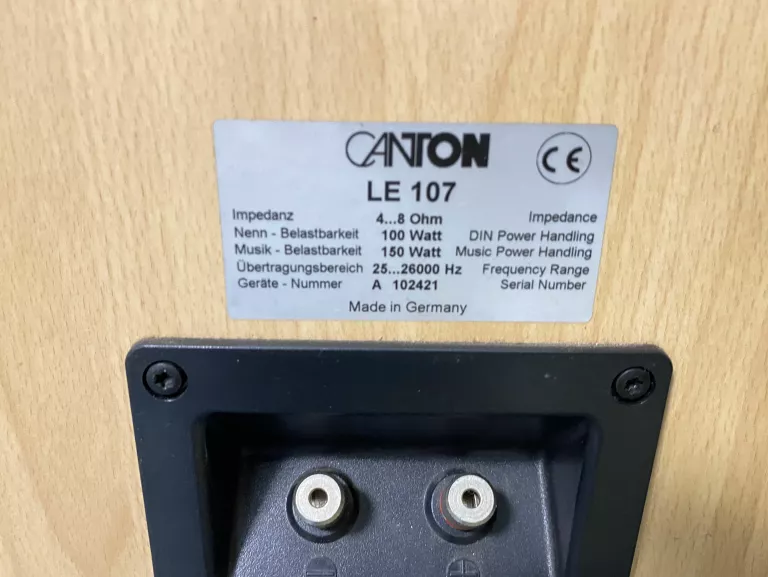 CANTON CE
LE 107
Impedanz 4...8 Ohm Impedance
Nenn - Belastbarkeit 100 Watt DIN Power Handling
Musik - Belastbarkeit 150 Watt Music Power Handling
Übertragungsbereich 25...26000 Hz Frequency Range
Geräte - Nummer A 102421 Serial Number
Made in Germany
- +